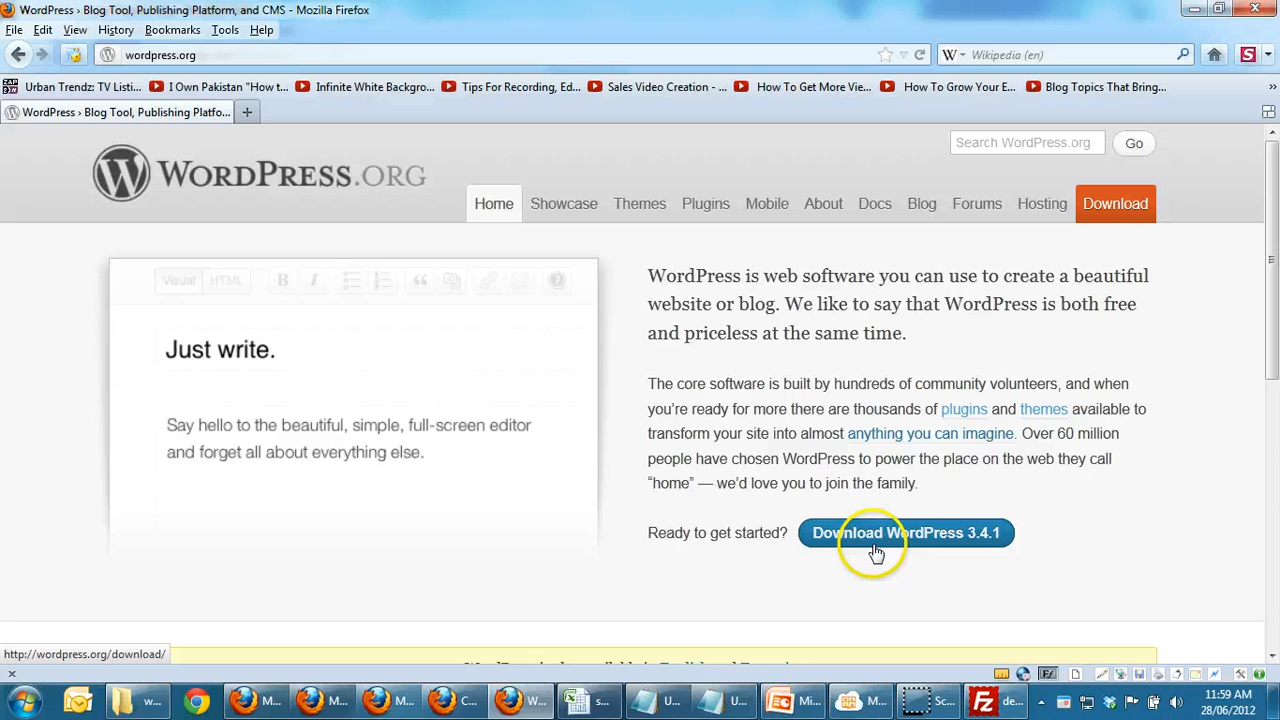 WordPress › Blog Tool, Publishing Platform, and CMS - Mozilla Firefox
File Edit View History Bookmarks Tools Help
wordpress.org
Wikipedia (en)
Urban Trendz: TV Listi... I Own Pakistan "How t... Infinite White Backgro... Tips For Recording, Ed... Sales Video Creation - ... How To Get More Vie... How To Grow Your E... Blog Topics That Bring...
WordPress › Blog Tool, Publishing Platfo...
Search WordPress.org Go
WORDPRESS.ORG
Home Showcase Themes Plugins Mobile About Docs Blog Forums Hosting Download
Visual HTML B I
Just write.
Say hello to the beautiful, simple, full-screen editor
and forget all about everything else.
WordPress is web software you can use to create a beautiful
website or blog. We like to say that WordPress is both free
and priceless at the same time.
The core software is built by hundreds of community volunteers, and when
you’re ready for more there are thousands of plugins and themes available to
transform your site into almost anything you can imagine. Over 60 million
people have chosen WordPress to power the place on the web they call
“home” — we’d love you to join the family.
Ready to get started? Download WordPress 3.4.1
http://wordpress.org/download/
w... M... M... M... C... W... s... U... U... Mi... M... Sc... de...
11:59 AM
28/06/2012